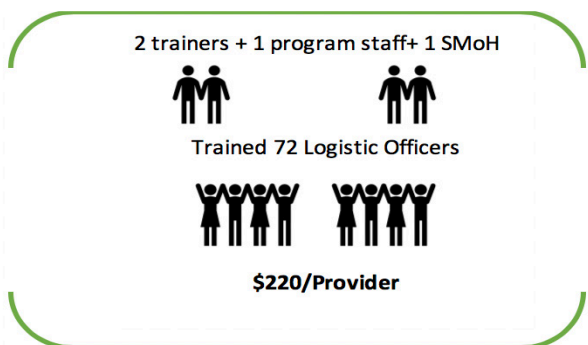 2 trainers + 1 program staff+ 1 SMoH
Trained 72 Logistic Officers
$220/Provider